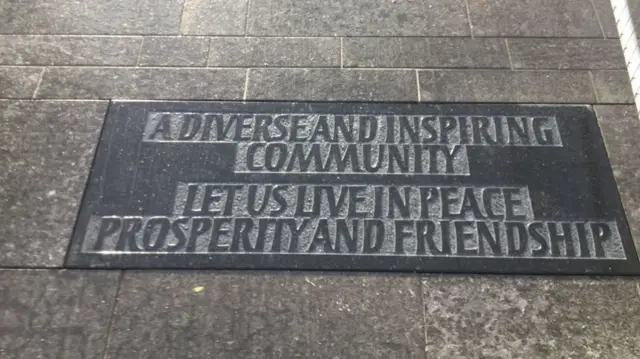 A DIVERSE AND INSPIRING
COMMUNITY
LET US LIVE IN PEACE
PROSPERITY AND FRIENDSHIP